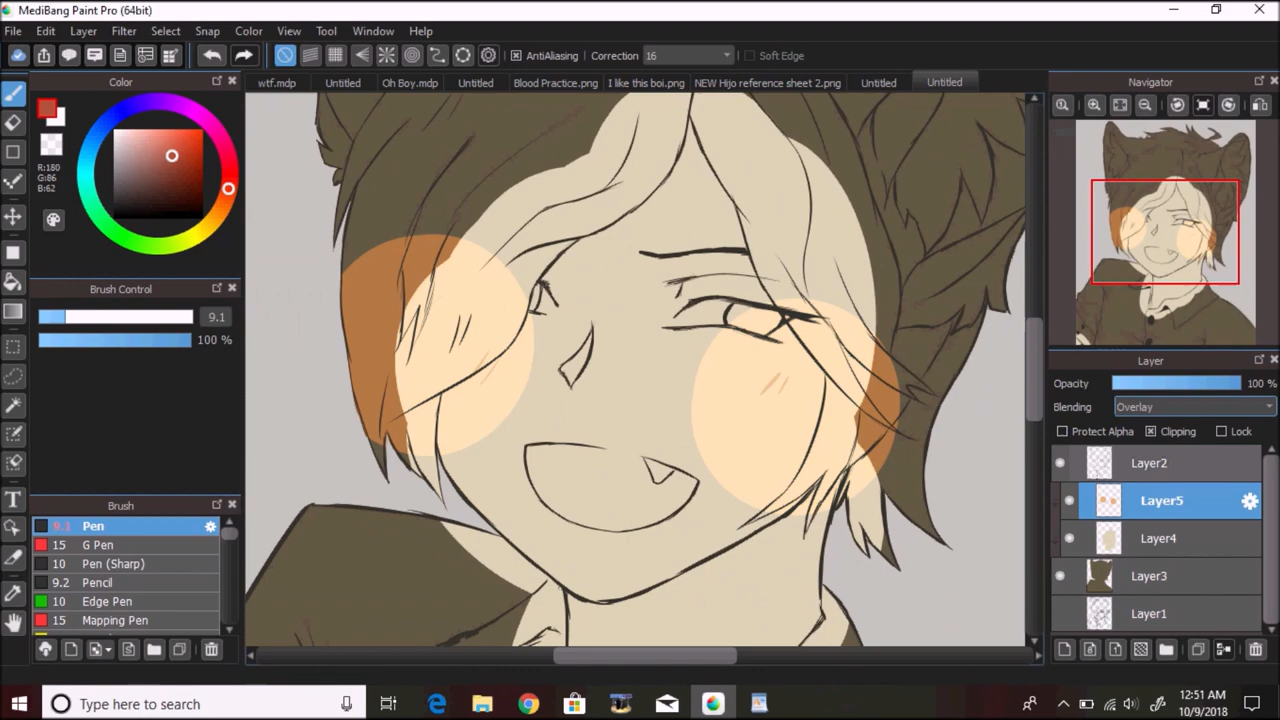 MediBang Paint Pro (64bit)
File Edit Layer Filter Select Snap Color View Tool Window Help
AntiAliasing Correction 16 Soft Edge
Color
wtf.mdp Untitled Oh Boy.mdp Untitled Blood Practice.png I like this boi.png NEW Hijo reference sheet 2.png Untitled Untitled
Navigator
R:180
G:86
B:62
Brush Control
9.1
100 %
Layer
Opacity 100 %
Blending Overlay
Protect Alpha Clipping Lock
Layer2
Layer5
Layer4
Layer3
Layer1
Brush
9.1 Pen
15 G Pen
10 Pen (Sharp)
9.2 Pencil
10 Edge Pen
15 Mapping Pen
Type here to search
12:51 AM
10/9/2018